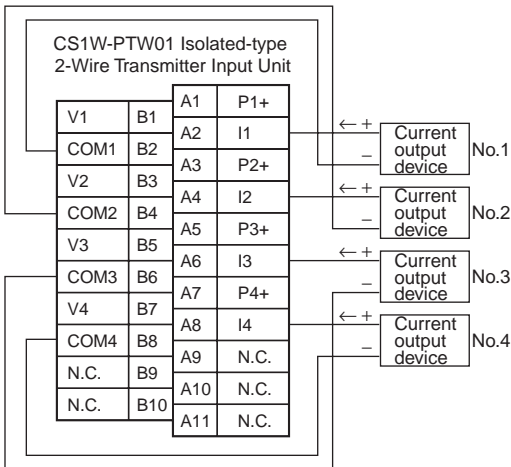 CS1W-PTW01 Isolated-type
2-Wire Transmitter Input Unit
V1 B1
COM1 B2
V2 B3
COM2 B4
V3 B5
COM3 B6
V4 B7
COM4 B8
N.C. B9
N.C. B10
A1 P1+
A2 I1
A3 P2+
A4 I2
A5 P3+
A6 I3
A7 P4+
A8 I4
A9 N.C.
A10 N.C.
A11 N.C.
← +
–
Current
output
device
No.1
← +
–
Current
output
device
No.2
← +
–
Current
output
device
No.3
← +
–
Current
output
device
No.4